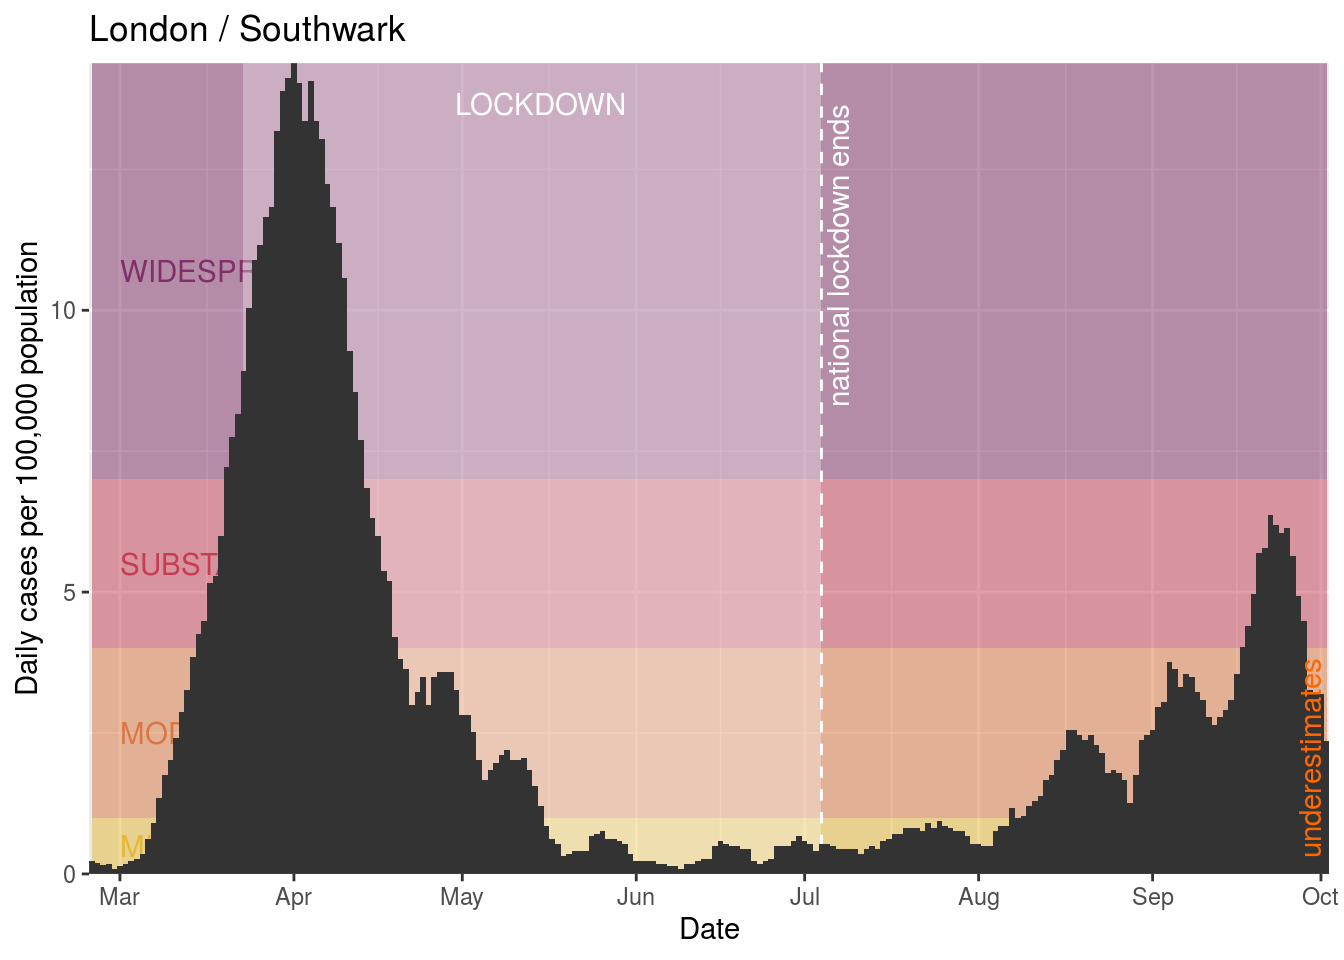 London / Southwark
LOCKDOWN
national lockdown ends
WIDESPR
SUBST
MOD
M
underestimates
Daily cases per 100,000 population
10
5
0
Mar Apr May Jun Jul Aug Sep Oct
Date